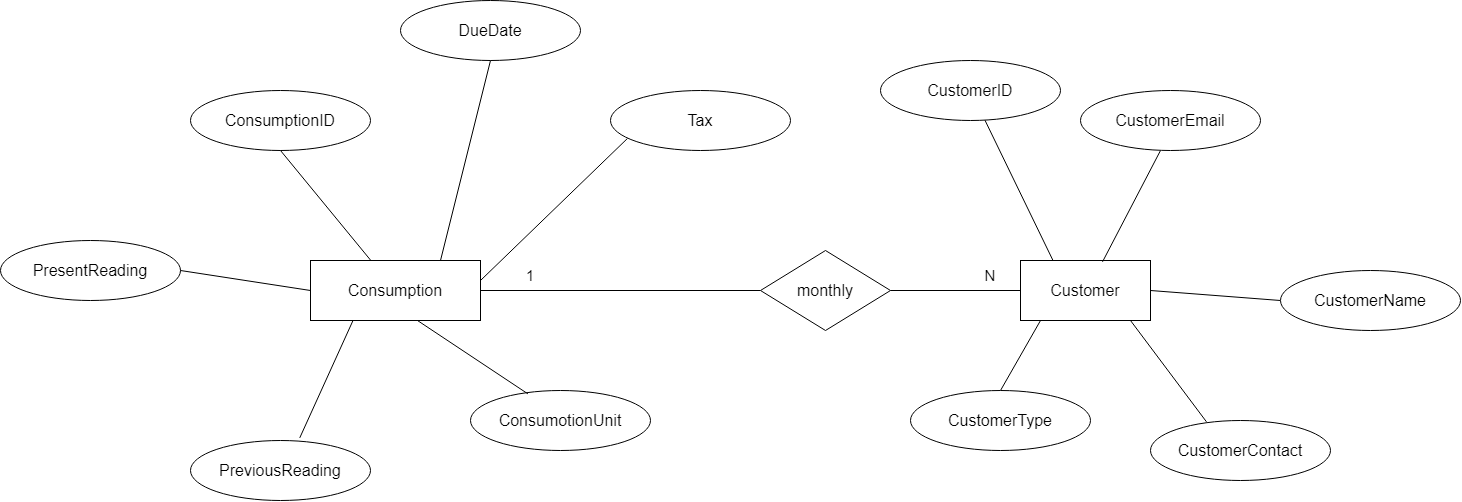 DueDate
CustomerID
ConsumptionID
Tax
CustomerEmail
PresentReading
1
N
Consumption
monthly
Customer
CustomerName
ConsumotionUnit
CustomerType
CustomerContact
PreviousReading